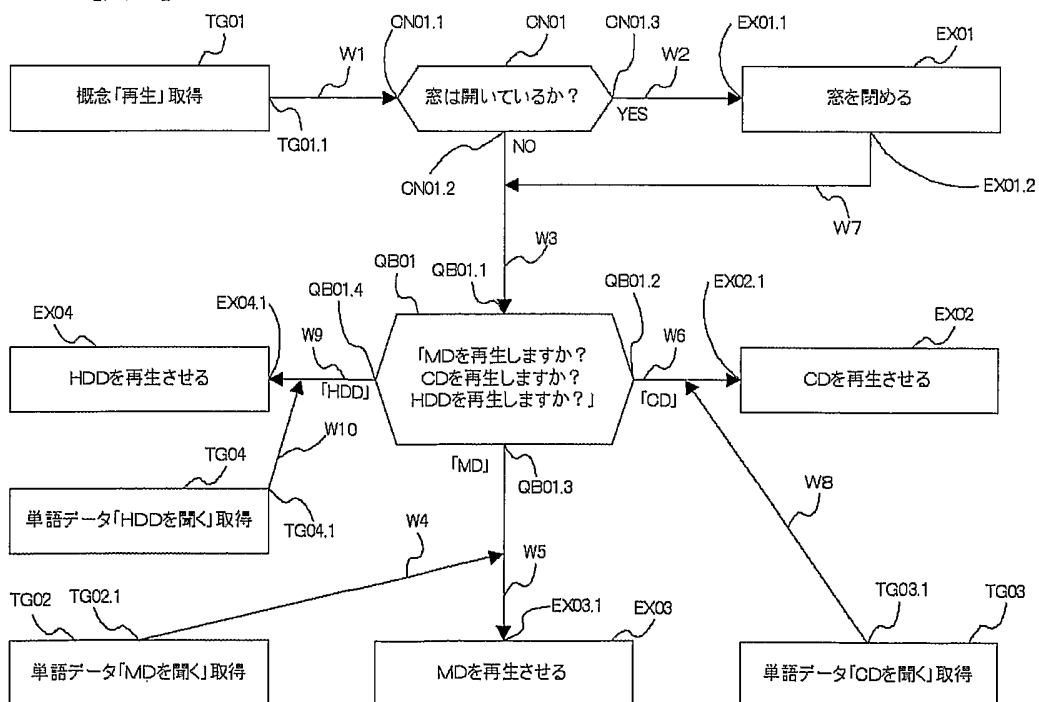 TG01
CN01.1
CN01
CN01.3
EX01.1
EX01
W1
W2
概念「再生」取得
窓は開いているか？
窓を閉める
TG01.1
YES
NO
CN01.2
EX01.2
W7
W3
QB01
QB01.1
QB01.4
QB01.2
EX02.1
EX04.1
EX04
EX02
W9
W6
「MDを再生しますか？
CDを再生しますか？
HDDを再生しますか？」
HDDを再生させる
CDを再生させる
「HDD」
「CD」
W10
TG04
「MD」
QB01.3
W8
単語データ「HDDを聞く」取得
TG04.1
W4
W5
TG02
TG02.1
EX03.1
EX03
TG03.1
TG03
単語データ「MDを聞く」取得
MDを再生させる
単語データ「CDを聞く」取得